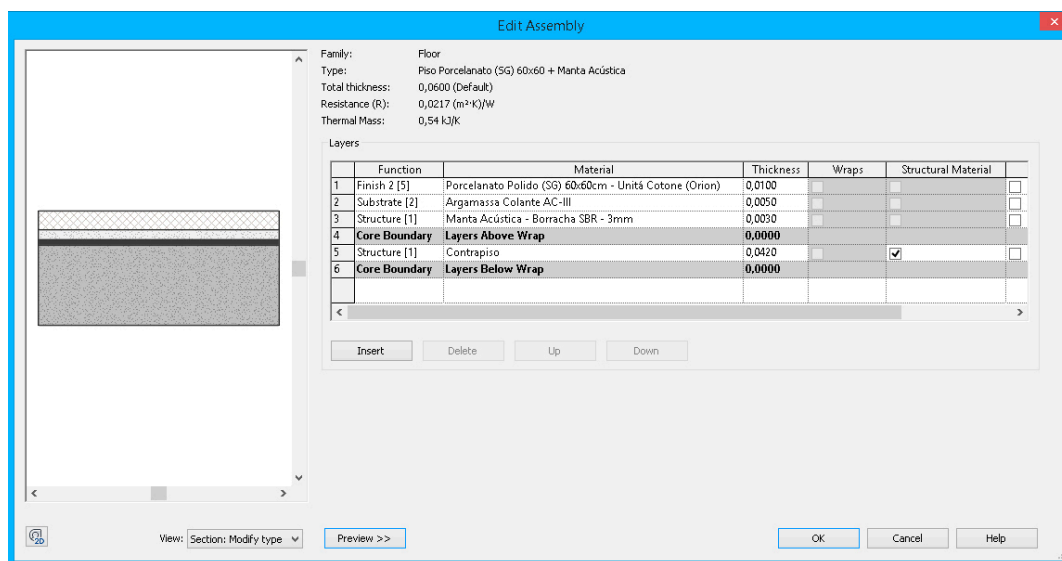 Edit Assembly
Family: Floor
Type: Piso Porcelanato (SG) 60x60 + Manta Acústica
Total thickness: 0,0600 (Default)
Resistance (R): 0,0217 (m²·K)/W
Thermal Mass: 0,54 kJ/K
Layers
Function Material Thickness Wraps Structural Material
1 Finish 2 [5] Porcelanato Polido (SG) 60x60cm - Unitá Cotone (Orion) 0,0100
2 Substrate [2] Argamassa Colante AC-III 0,0050
3 Structure [1] Manta Acústica - Borracha SBR - 3mm 0,0030
4 Core Boundary Layers Above Wrap 0,0000
5 Structure [1] Contrapiso 0,0420
6 Core Boundary Layers Below Wrap 0,0000
Insert Delete Up Down
2D View: Section: Modify type Preview >> OK Cancel Help